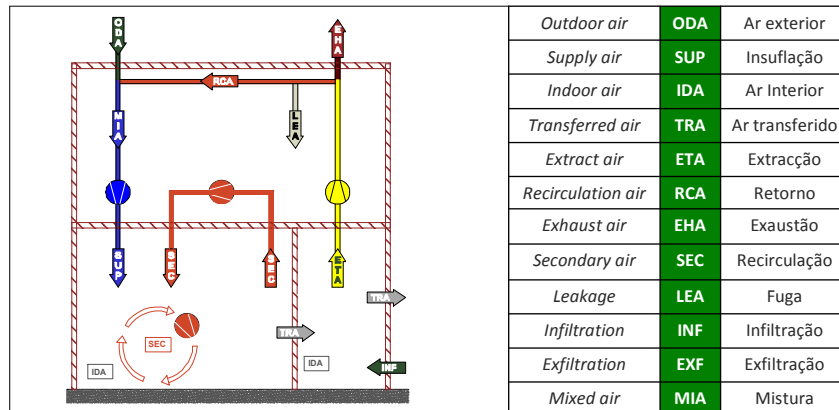 ODA
EHA
RCA
MIA
LEA
SUP
SEC
SEC
ETA
TRA
TRA
SEC
IDA
IDA
INF
Outdoor air ODA Ar exterior
Supply air SUP Insuflação
Indoor air IDA Ar Interior
Transferred air TRA Ar transferido
Extract air ETA Extracção
Recirculation air RCA Retorno
Exhaust air EHA Exaustão
Secondary air SEC Recirculação
Leakage LEA Fuga
Infiltration INF Infiltração
Exfiltration EXF Exfiltração
Mixed air MIA Mistura